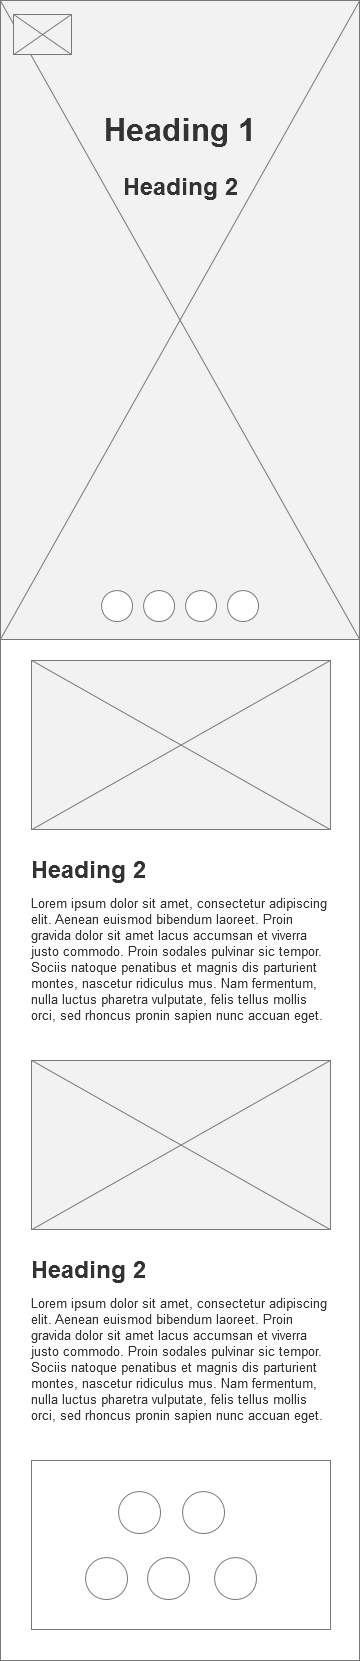 Heading 1
Heading 2
Heading 2
Lorem ipsum dolor sit amet, consectetur adipiscing
elit. Aenean euismod bibendum laoreet. Proin
gravida dolor sit amet lacus accumsan et viverra
justo commodo. Proin sodales pulvinar sic tempor.
Sociis natoque penatibus et magnis dis parturient
montes, nascetur ridiculus mus. Nam fermentum,
nulla luctus pharetra vulputate, felis tellus mollis
orci, sed rhoncus pronin sapien nunc accuan eget.
Heading 2
Lorem ipsum dolor sit amet, consectetur adipiscing
elit. Aenean euismod bibendum laoreet. Proin
gravida dolor sit amet lacus accumsan et viverra
justo commodo. Proin sodales pulvinar sic tempor.
Sociis natoque penatibus et magnis dis parturient
montes, nascetur ridiculus mus. Nam fermentum,
nulla luctus pharetra vulputate, felis tellus mollis
orci, sed rhoncus pronin sapien nunc accuan eget.